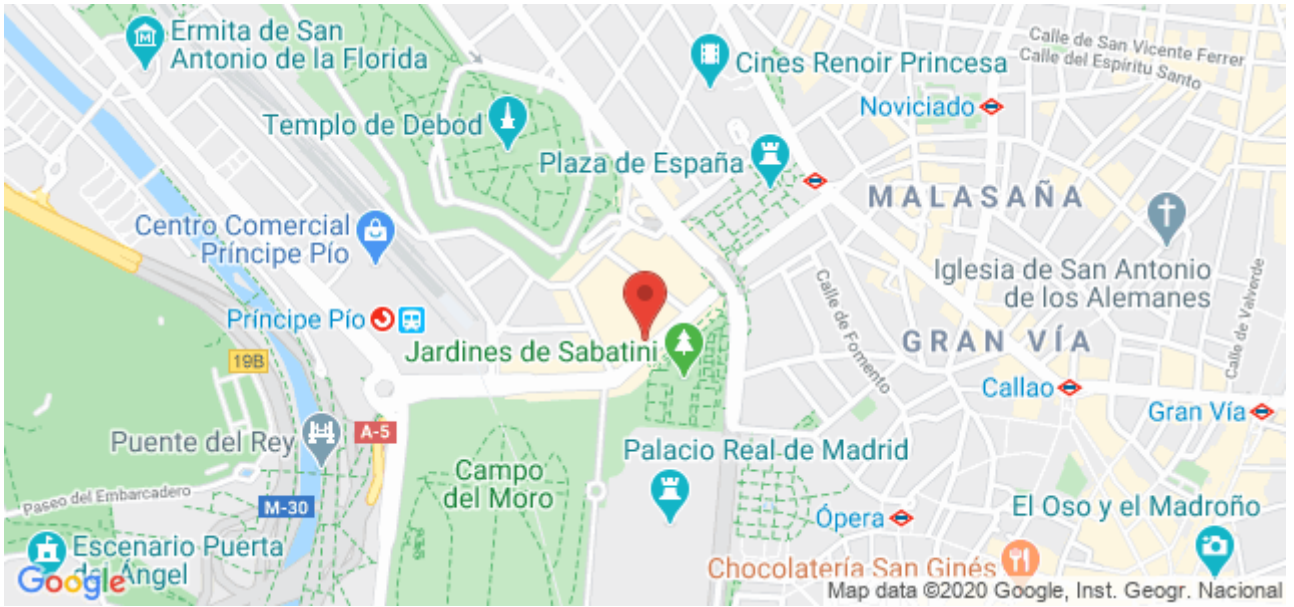 Ermita de San
Antonio de la Florida
Cines Renoir Princesa
Calle de San Vicente Ferrer
Calle del Espíritu Santo
Noviciado
Templo de Debod
Plaza de España
MALASAÑA
Centro Comercial
Príncipe Pío
Iglesia de San Antonio
de los Alemanes
Calle de Valverde
Calle de Fomento
Príncipe Pío
Jardines de Sabatini
GRAN VÍA
19B
Callao
Gran Vía
Puente del Rey
A-5
Palacio Real de Madrid
Campo
del Moro
Paseo del Embarcadero
M-30
Ópera
El Oso y el Madroño
Escenario Puerta
del Ángel
Chocolatería San Ginés
Google
Map data ©2020 Google, Inst. Geogr. Nacional